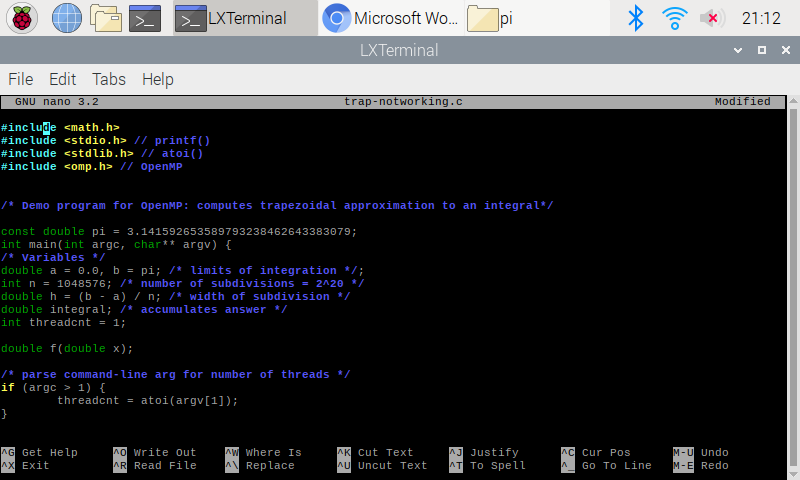 LXTerminal Microsoft Wo... pi 21:12
LXTerminal
File Edit Tabs Help
GNU nano 3.2 trap-notworking.c Modified
#include <math.h>
#include <stdio.h> // printf()
#include <stdlib.h> // atoi()
#include <omp.h> // OpenMP
/* Demo program for OpenMP: computes trapezoidal approximation to an integral*/
const double pi = 3.141592653589793238462643383079;
int main(int argc, char** argv) {
/* Variables */
double a = 0.0, b = pi; /* limits of integration */;
int n = 1048576; /* number of subdivisions = 2^20 */
double h = (b - a) / n; /* width of subdivision */
double integral; /* accumulates answer */
int threadcnt = 1;
double f(double x);
/* parse command-line arg for number of threads */
if (argc > 1) {
threadcnt = atoi(argv[1]);
}
^G Get Help ^O Write Out ^W Where Is ^K Cut Text ^J Justify ^C Cur Pos M-U Undo
^X Exit ^R Read File ^\ Replace ^U Uncut Text ^T To Spell ^_ Go To Line M-E Redo